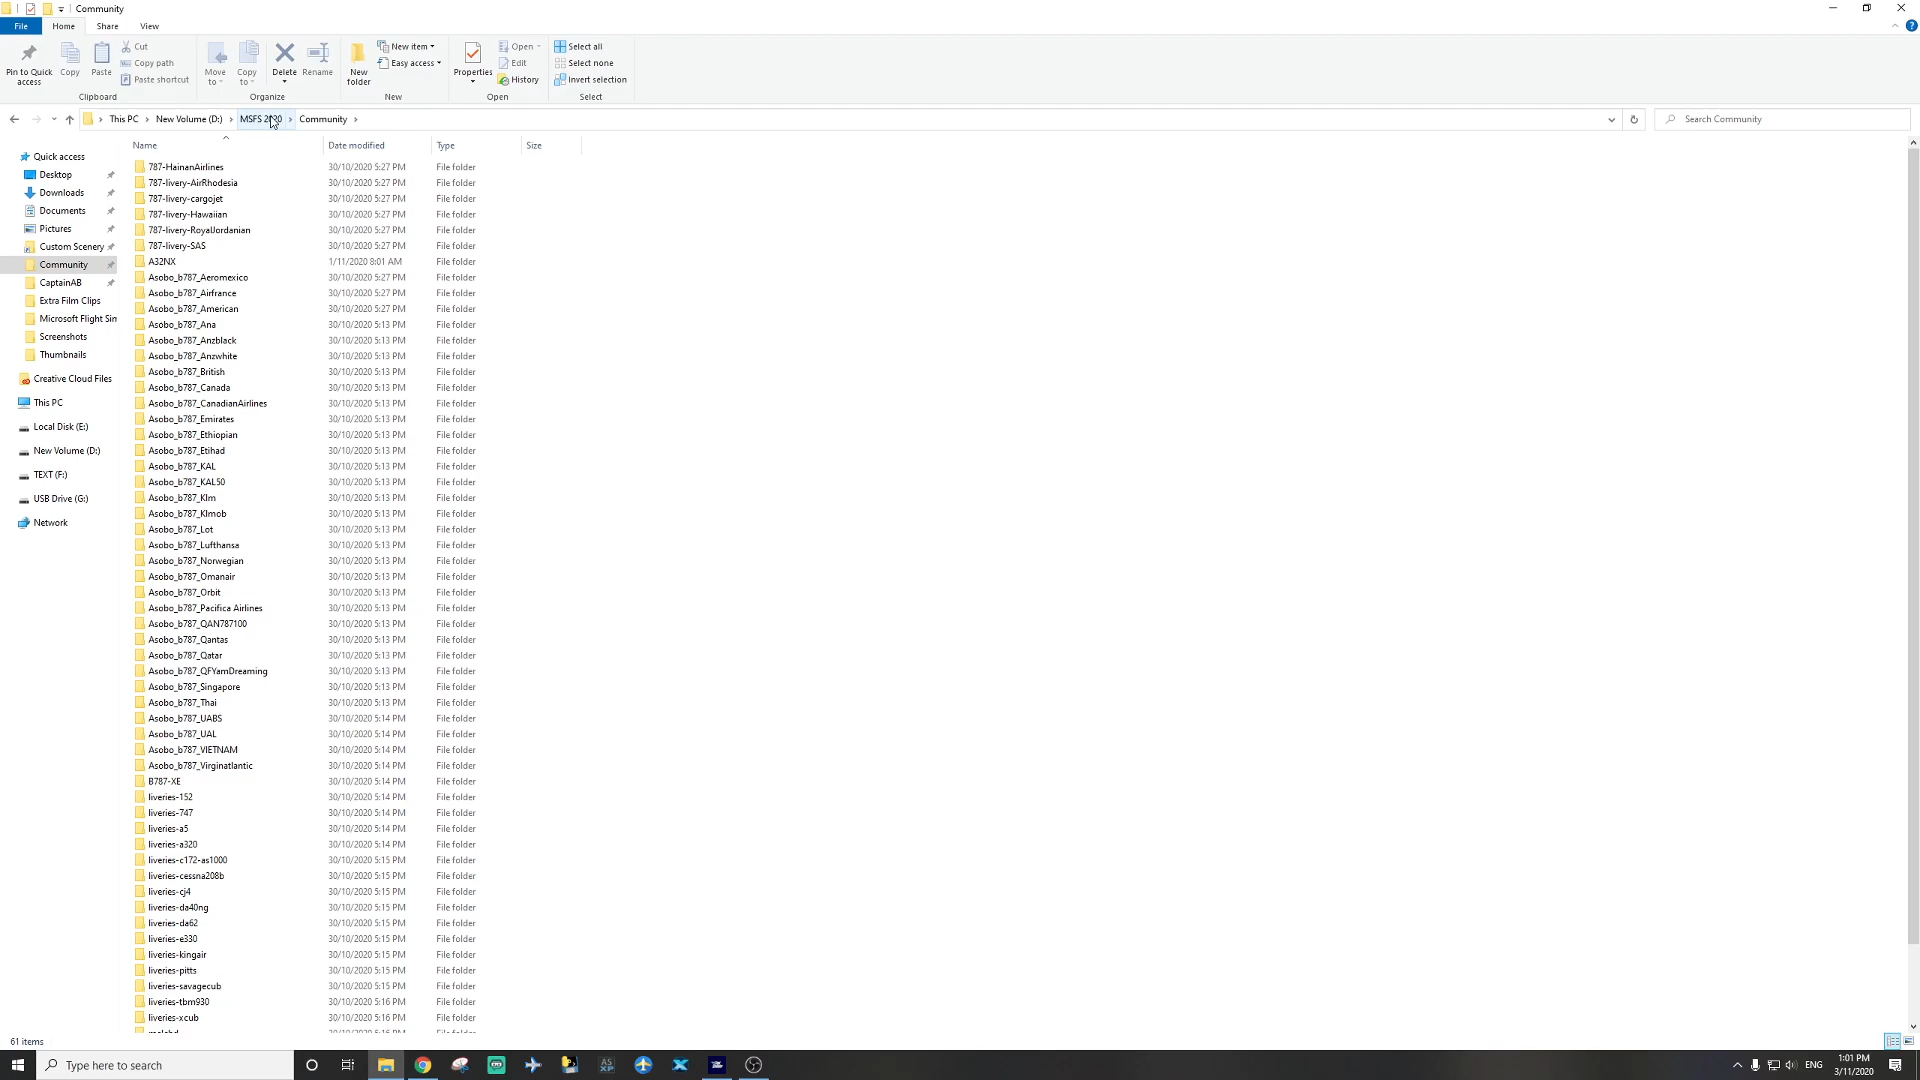 Community
File Home Share View
Pin to Quick access
Copy
Paste
Cut
Copy path
Paste shortcut
Clipboard
Move to
Copy to
Delete
Rename
Organize
New folder
New item
Easy access
New
Properties
Open
Edit
History
Open
Select all
Select none
Invert selection
Select
This PC New Volume (D:) MSFS 2020 Community
Search Community
Name Date modified Type Size
Quick access
Desktop
Downloads
Documents
Pictures
Custom Scenery
Community
CaptainAB
Extra Film Clips
Microsoft Flight Sim
Screenshots
Thumbnails
Creative Cloud Files
This PC
Local Disk (E:)
New Volume (D:)
TEXT (F:)
USB Drive (G:)
Network
787-HainanAirlines 30/10/2020 5:27 PM File folder
787-livery-AirRhodesia 30/10/2020 5:27 PM File folder
787-livery-cargojet 30/10/2020 5:27 PM File folder
787-livery-Hawaiian 30/10/2020 5:27 PM File folder
787-livery-RoyalJordanian 30/10/2020 5:27 PM File folder
787-livery-SAS 30/10/2020 5:27 PM File folder
A32NX 1/11/2020 8:01 AM File folder
Asobo_b787_Aeromexico 30/10/2020 5:27 PM File folder
Asobo_b787_Airfrance 30/10/2020 5:27 PM File folder
Asobo_b787_American 30/10/2020 5:27 PM File folder
Asobo_b787_Ana 30/10/2020 5:13 PM File folder
Asobo_b787_Anzblack 30/10/2020 5:13 PM File folder
Asobo_b787_Anzwhite 30/10/2020 5:13 PM File folder
Asobo_b787_British 30/10/2020 5:13 PM File folder
Asobo_b787_Canada 30/10/2020 5:13 PM File folder
Asobo_b787_CanadianAirlines 30/10/2020 5:13 PM File folder
Asobo_b787_Emirates 30/10/2020 5:13 PM File folder
Asobo_b787_Ethiopian 30/10/2020 5:13 PM File folder
Asobo_b787_Etihad 30/10/2020 5:13 PM File folder
Asobo_b787_KAL 30/10/2020 5:13 PM File folder
Asobo_b787_KAL50 30/10/2020 5:13 PM File folder
Asobo_b787_Klm 30/10/2020 5:13 PM File folder
Asobo_b787_Klmob 30/10/2020 5:13 PM File folder
Asobo_b787_Lot 30/10/2020 5:13 PM File folder
Asobo_b787_Lufthansa 30/10/2020 5:13 PM File folder
Asobo_b787_Norwegian 30/10/2020 5:13 PM File folder
Asobo_b787_Omanair 30/10/2020 5:13 PM File folder
Asobo_b787_Orbit 30/10/2020 5:13 PM File folder
Asobo_b787_Pacifica Airlines 30/10/2020 5:13 PM File folder
Asobo_b787_QAN787100 30/10/2020 5:13 PM File folder
Asobo_b787_Qantas 30/10/2020 5:13 PM File folder
Asobo_b787_Qatar 30/10/2020 5:13 PM File folder
Asobo_b787_QFYamDreaming 30/10/2020 5:13 PM File folder
Asobo_b787_Singapore 30/10/2020 5:13 PM File folder
Asobo_b787_Thai 30/10/2020 5:13 PM File folder
Asobo_b787_UABS 30/10/2020 5:14 PM File folder
Asobo_b787_UAL 30/10/2020 5:14 PM File folder
Asobo_b787_VIETNAM 30/10/2020 5:14 PM File folder
Asobo_b787_Virginatlantic 30/10/2020 5:14 PM File folder
B787-XE 30/10/2020 5:14 PM File folder
liveries-152 30/10/2020 5:14 PM File folder
liveries-747 30/10/2020 5:14 PM File folder
liveries-a5 30/10/2020 5:14 PM File folder
liveries-a320 30/10/2020 5:14 PM File folder
liveries-c172-as1000 30/10/2020 5:15 PM File folder
liveries-cessna208b 30/10/2020 5:15 PM File folder
liveries-cj4 30/10/2020 5:15 PM File folder
liveries-da40ng 30/10/2020 5:15 PM File folder
liveries-da62 30/10/2020 5:15 PM File folder
liveries-e330 30/10/2020 5:15 PM File folder
liveries-kingair 30/10/2020 5:15 PM File folder
liveries-pitts 30/10/2020 5:15 PM File folder
liveries-savagecub 30/10/2020 5:15 PM File folder
liveries-tbm930 30/10/2020 5:16 PM File folder
liveries-xcub 30/10/2020 5:16 PM File folder
61 items
Type here to search
AS XP
ENG
1:01 PM
3/11/2020